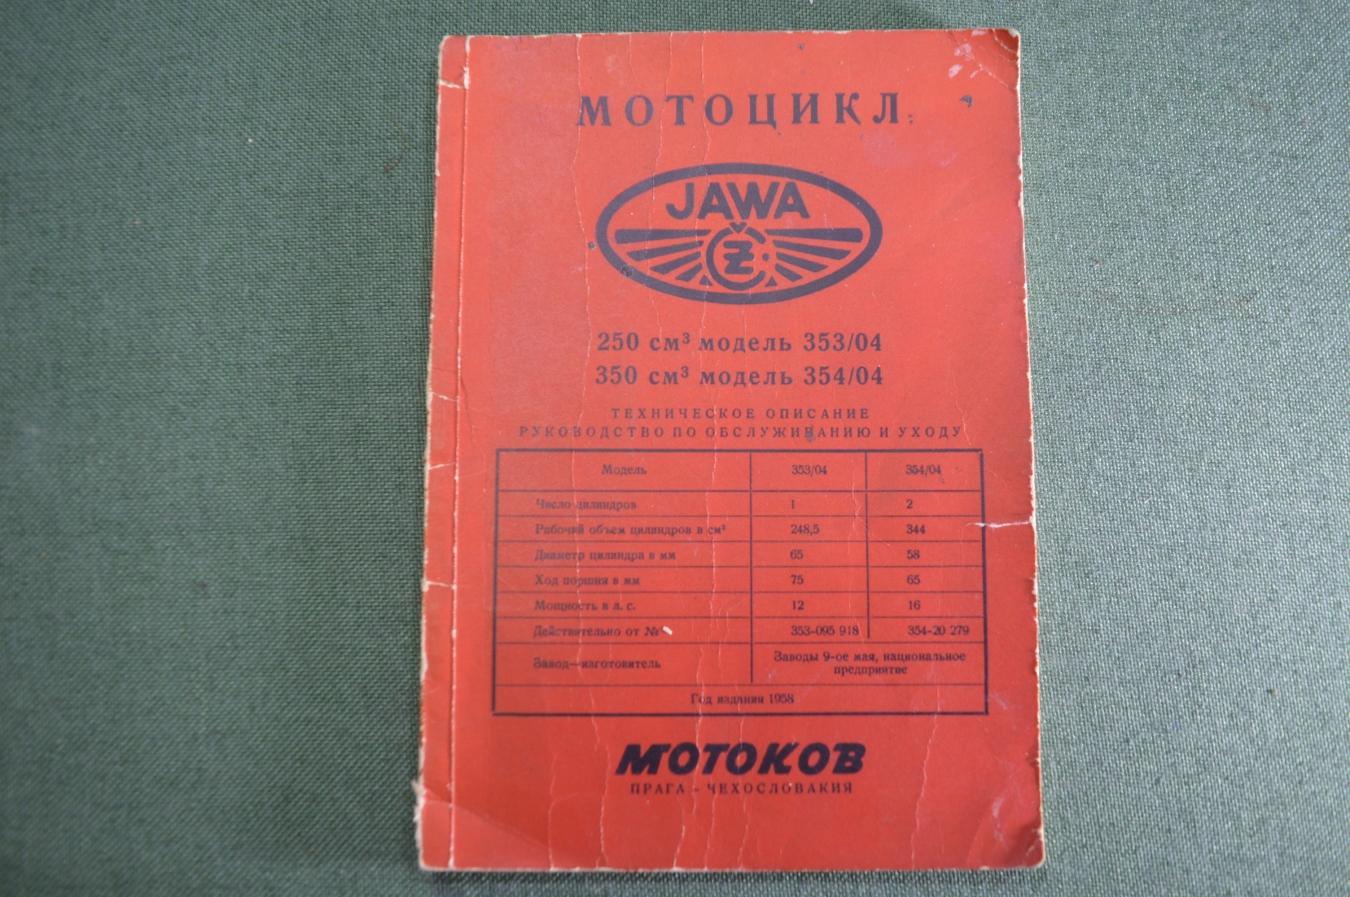 МОТОЦИКЛ
JAWA
ČZ
250 см³ модель 353/04
350 см³ модель 354/04
ТЕХНИЧЕСКОЕ ОПИСАНИЕ
РУКОВОДСТВО ПО ОБСЛУЖИВАНИЮ И УХОДУ
Модель 353/04 354/04
Число цилиндров 1 2
Рабочий объем цилиндров в см³ 248,5 344
Диаметр цилиндра в мм 65 58
Ход поршня в мм 75 65
Мощность в л. с. 12 16
Действительно от № 353-095 918 354-20 279
Завод—изготовитель Заводы 9-ое мая, национальное
предприятие
Год издания 1958
МОТОКОВ
ПРАГА - ЧЕХОСЛОВАКИЯ